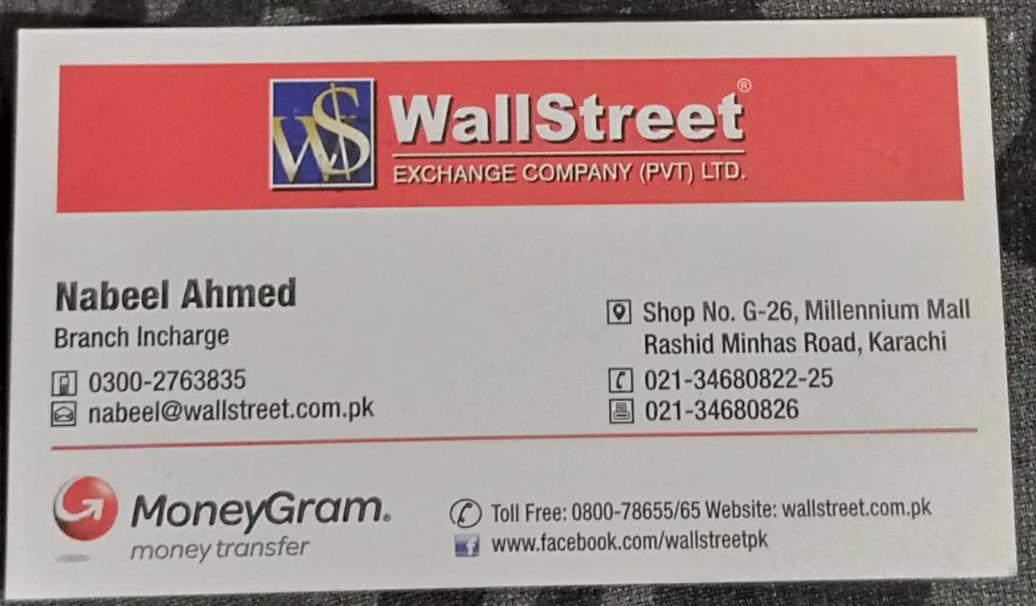 WS WallStreet®
EXCHANGE COMPANY (PVT) LTD.
Nabeel Ahmed
Branch Incharge
0300-2763835
nabeel@wallstreet.com.pk
Shop No. G-26, Millennium Mall
Rashid Minhas Road, Karachi
021-34680822-25
021-34680826
MoneyGram®
money transfer
Toll Free: 0800-78655/65 Website: wallstreet.com.pk
f www.facebook.com/wallstreetpk